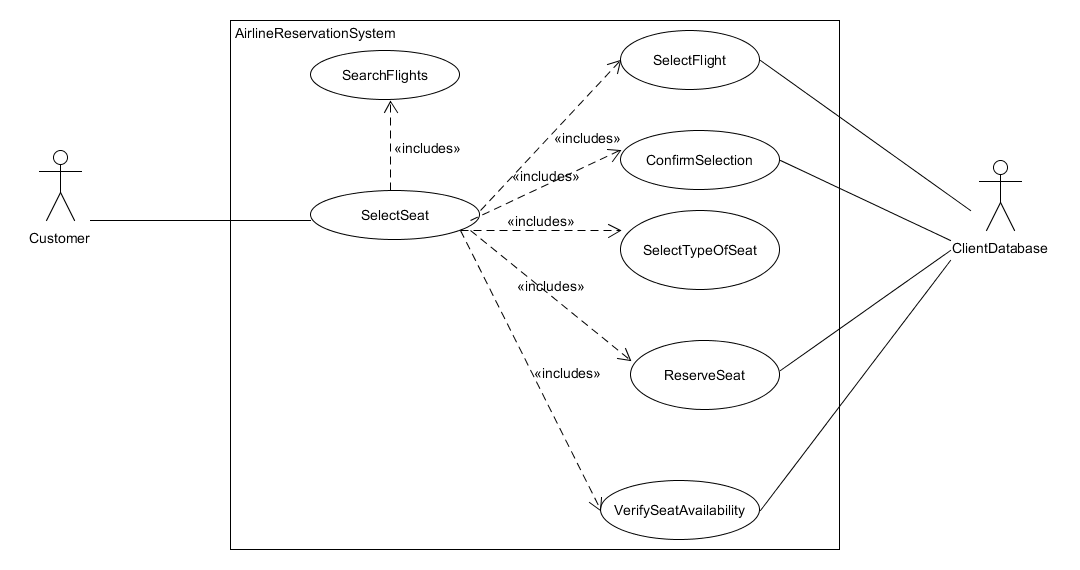 AirlineReservationSystem
SearchFlights
SelectFlight
«includes»
«includes»
ConfirmSelection
«includes»
SelectSeat
«includes»
SelectTypeOfSeat
Customer
ClientDatabase
«includes»
ReserveSeat
«includes»
VerifySeatAvailability